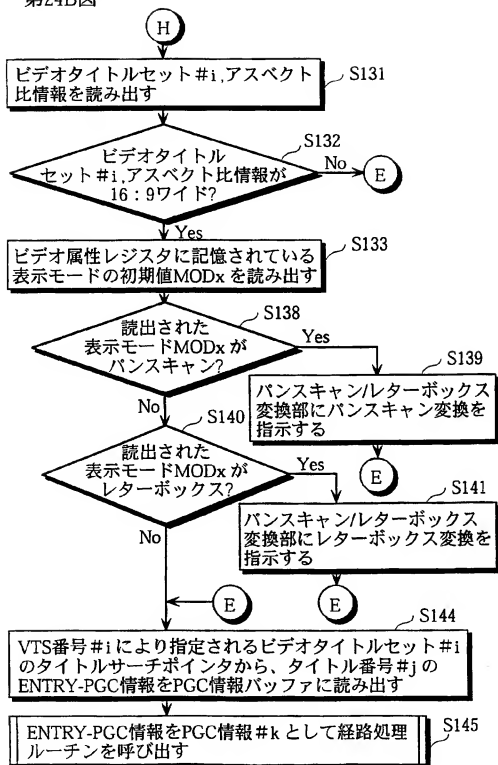 第24B図
H
ビデオタイトルセット#i,アスペクト
比情報を読み出す
S131
S132
ビデオタイトル
セット#i,アスペクト比情報が
16：9ワイド?
No
E
Yes
S133
ビデオ属性レジスタに記憶されている
表示モードの初期値MODxを読み出す
S138
読出された
表示モードMODxが
パンスキャン?
Yes
S139
パンスキャン/レターボックス
変換部にパンスキャン変換を
指示する
No
E
S140
読出された
表示モードMODxが
レターボックス?
Yes
S141
パンスキャン/レターボックス
変換部にレターボックス変換を
指示する
No
E
E
S144
VTS番号#iにより指定されるビデオタイトルセット#i
のタイトルサーチポインタから、タイトル番号#jの
ENTRY-PGC情報をPGC情報バッファに読み出す
ENTRY-PGC情報をPGC情報#kとして経路処理
ルーチンを呼び出す
S145